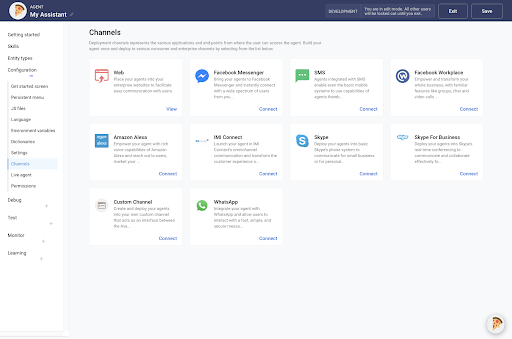 AGENT
My Assistant
DEVELOPMENT
You are in edit mode. All other users
will be locked out until you exit.
Exit
Save
Getting started
Skills
Entity types
Configuration
Get started screen
Persistent menu
JS files
Language
Environment variables
Dictionaries
Settings
Channels
Live agent
Permissions
Debug
Test
Monitor
Learning
Channels
Deployment channels represents the various applications and end points from where the user can access the agent. Build your
agent once and deploy to various consumer and enterprise channels by selecting from the list below.
Web
Place your agents into your
enterprise websites to facilitate
easy communication with users.
View
Facebook Messenger
Bring your agents to Facebook
Messenger and instantly connect
with a wide spectrum of users
from you...
Connect
SMS
Agents integrated with SMS
enable even the basic mobile
systems to use capabilities of
agents though...
Connect
Facebook Workplace
Empower and transform your
whole business, with familiar
features like groups, chat and
video calls ..
Connect
amazon
alexa
Amazon Alexa
Empower your agent with rich
voice capabilities of Amazon
Alexa and reach out to users,
market your ...
Connect
IMI Connect
Launch your agent in IMI
Connect's omnichannel
communication and transform the
customer experience o...
Connect
Skype
Deploy your agents into basic
Skype's phone system to
communicate for small business
or for personal.
Connect
Skype For Business
Deploy your agents into Skype's
real-time conferencing to
communicate and collaborate
effectively fo...
Connect
Custom Channel
Create and deploy your agents
into your own custom channel
that acts as an interface between
the Ava...
Connect
WhatsApp
Integrate agent with
WhatsApp and allow users to
interact with a fast, simple, and
secure messa...
Connect